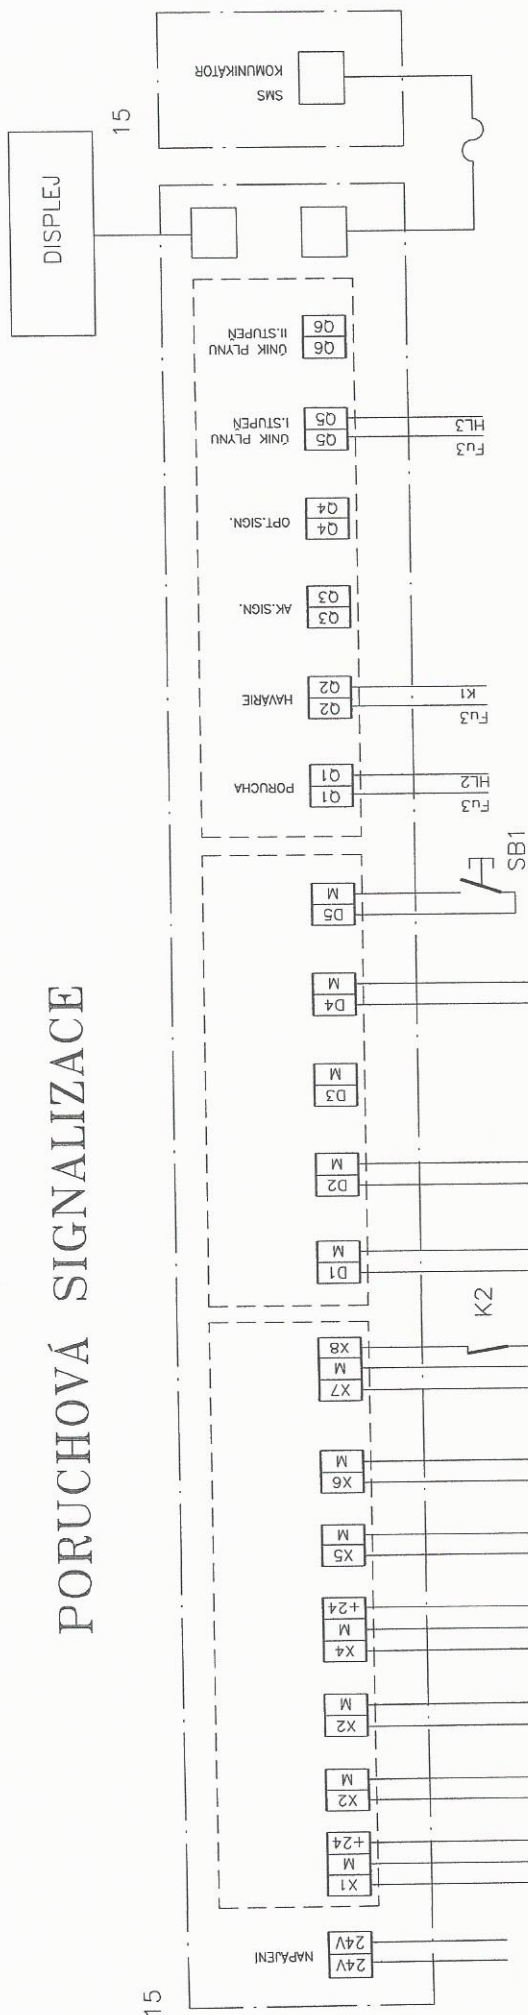 PORUCHOVÁ SIGNALIZACE
DISPLEJ
15
15
SMS
KOMUNIKÁTOR
NAPÁJENÍ
24V 24V
X1 M +24
X2 M
X2 M
X4 M +24
X5 M
X6 M
X7 M X8
K2
D1 M
D2 M
D3 M
D4 M
D5 M
SB1
PORUCHA
Q1 Q1
Fu3 HL2
HAVÁRIE
Q2 Q2
Fu3 K1
AK.SIGN.
Q3 Q3
OPT.SIGN.
Q4 Q4
ÚNIK PLYNU
I.STUPEŇ
Q5 Q5
Fu3 HL3
ÚNIK PLYNU
II.STUPEŇ
Q6 Q6